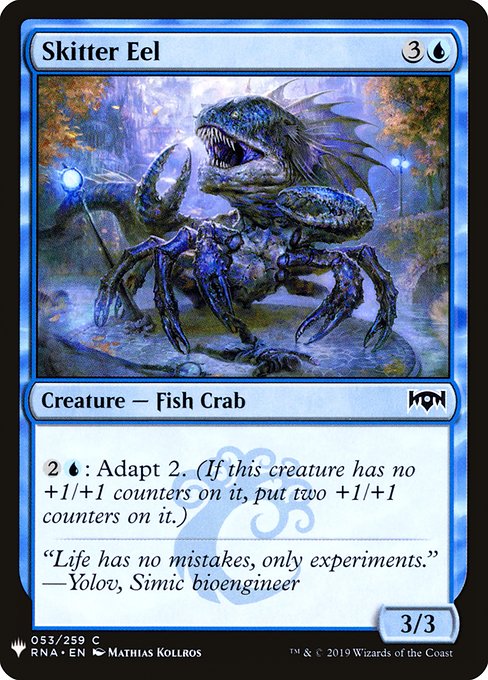 Skitter Eel 3
Creature — Fish Crab
2 : Adapt 2. (If this creature has no
+1/+1 counters on it, put two +1/+1
counters on it.)
“Life has no mistakes, only experiments.”
—Yolov, Simic bioengineer
3/3
053/259 C
RNA • EN Mathias Kollros
™ & © 2019 Wizards of the Coast